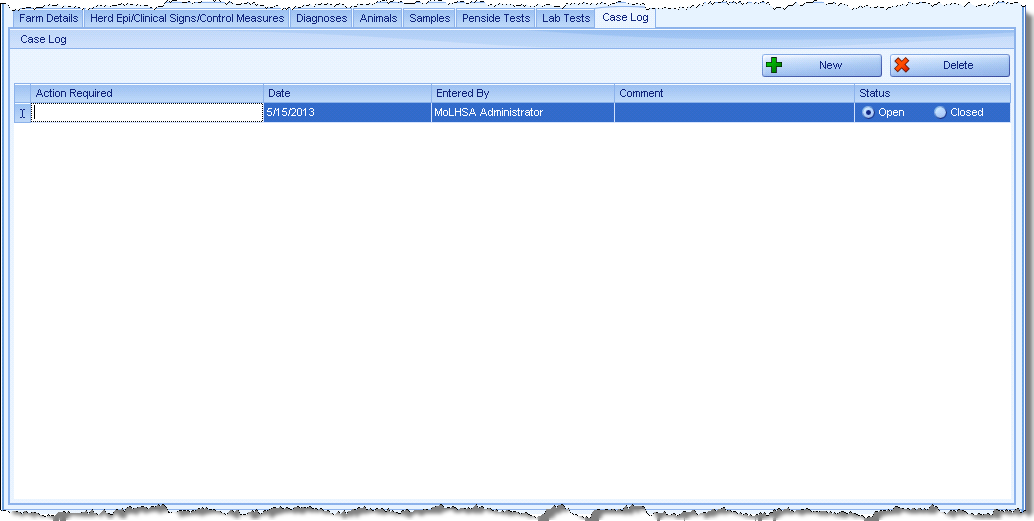 Farm Details Herd Epi/Clinical Signs/Control Measures Diagnoses Animals Samples Penside Tests Lab Tests Case Log
Case Log
New Delete
Action Required Date Entered By Comment Status
5/15/2013 MoLHSA Administrator Open Closed